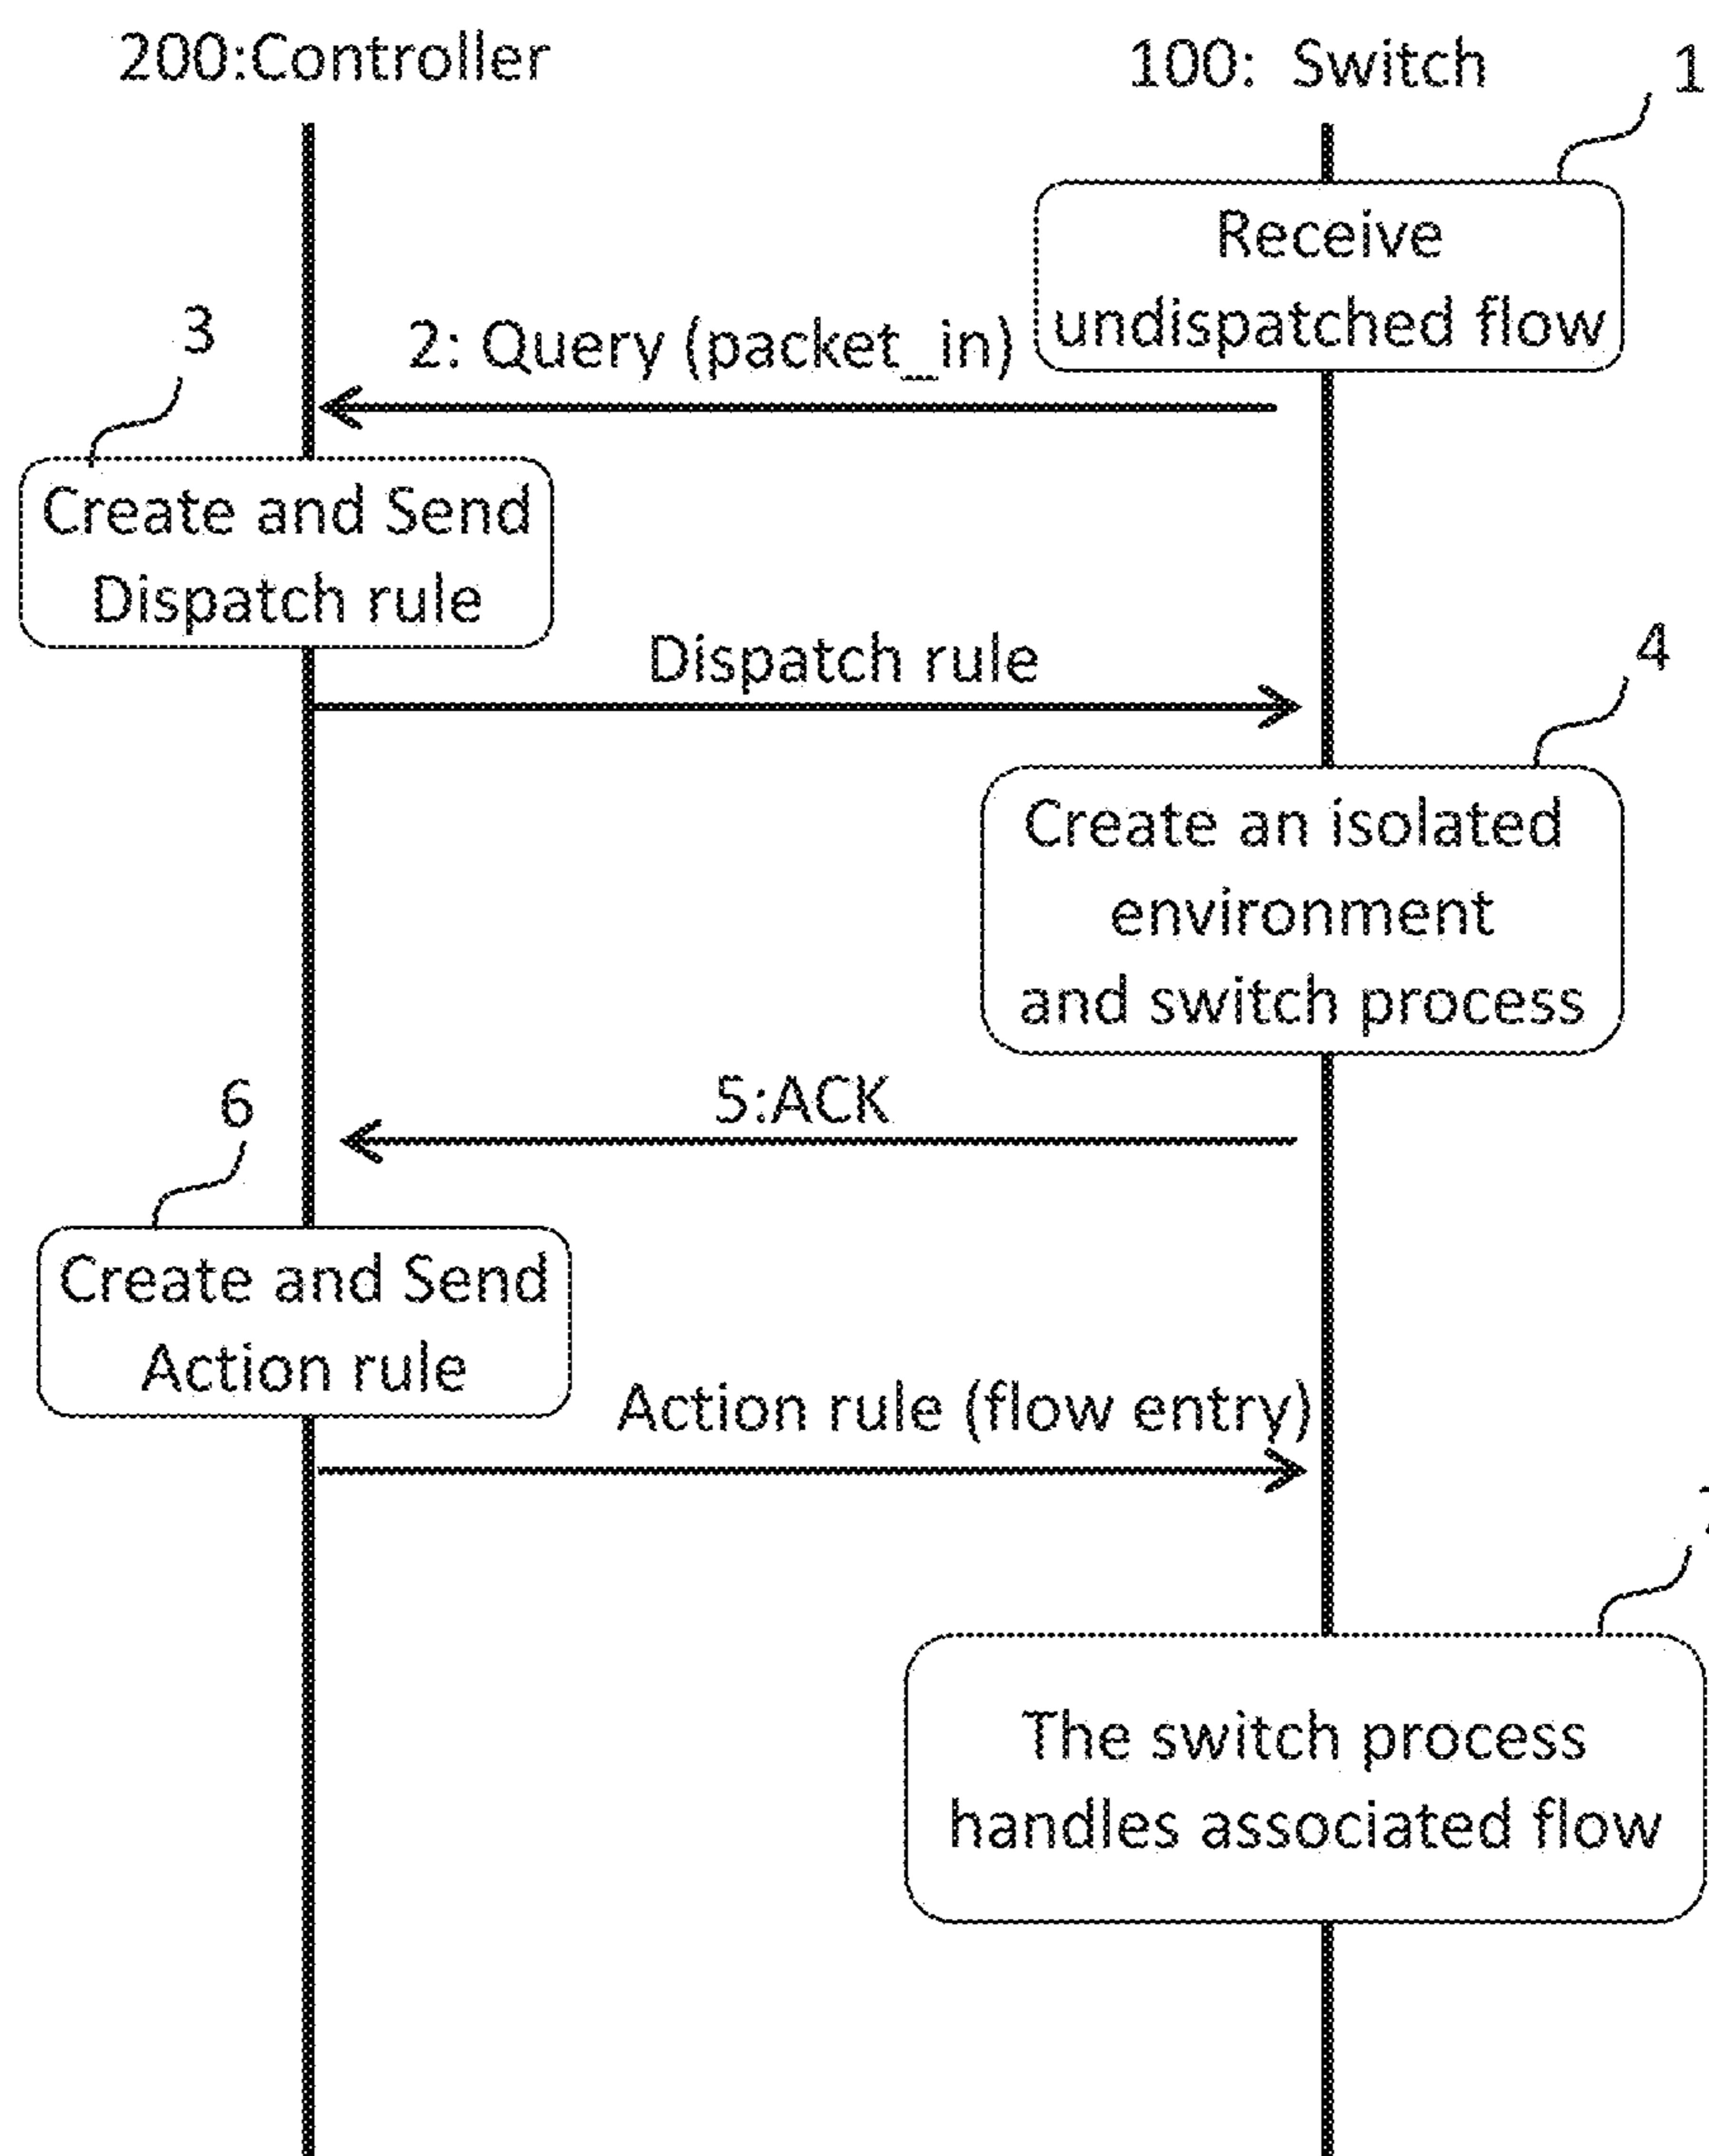 200:Controller
100: Switch
1
Receive
undispatched flow
2: Query (packet_in)
3
Create and Send
Dispatch rule
Dispatch rule
4
Create an isolated
environment
and switch process
5:ACK
6
Create and Send
Action rule
Action rule (flow entry)
The switch process
handles associated flow